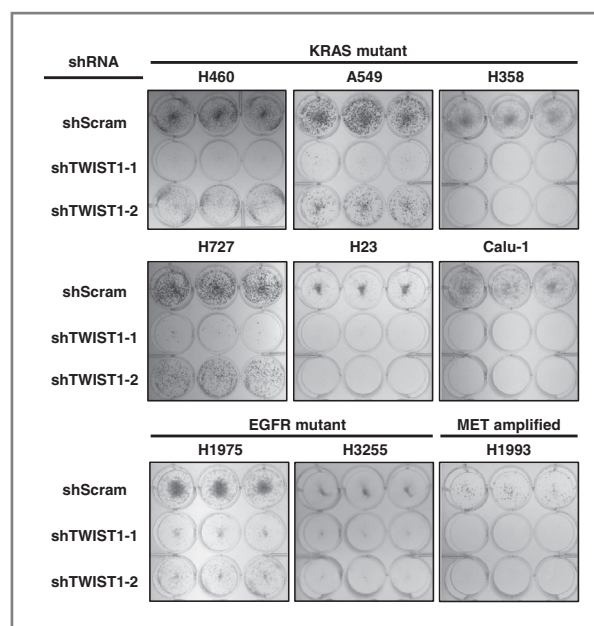 shRNA
KRAS mutant
H460 A549 H358
shScram
shTWIST1-1
shTWIST1-2
H727 H23 Calu-1
shScram
shTWIST1-1
shTWIST1-2
EGFR mutant MET amplified
H1975 H3255 H1993
shScram
shTWIST1-1
shTWIST1-2